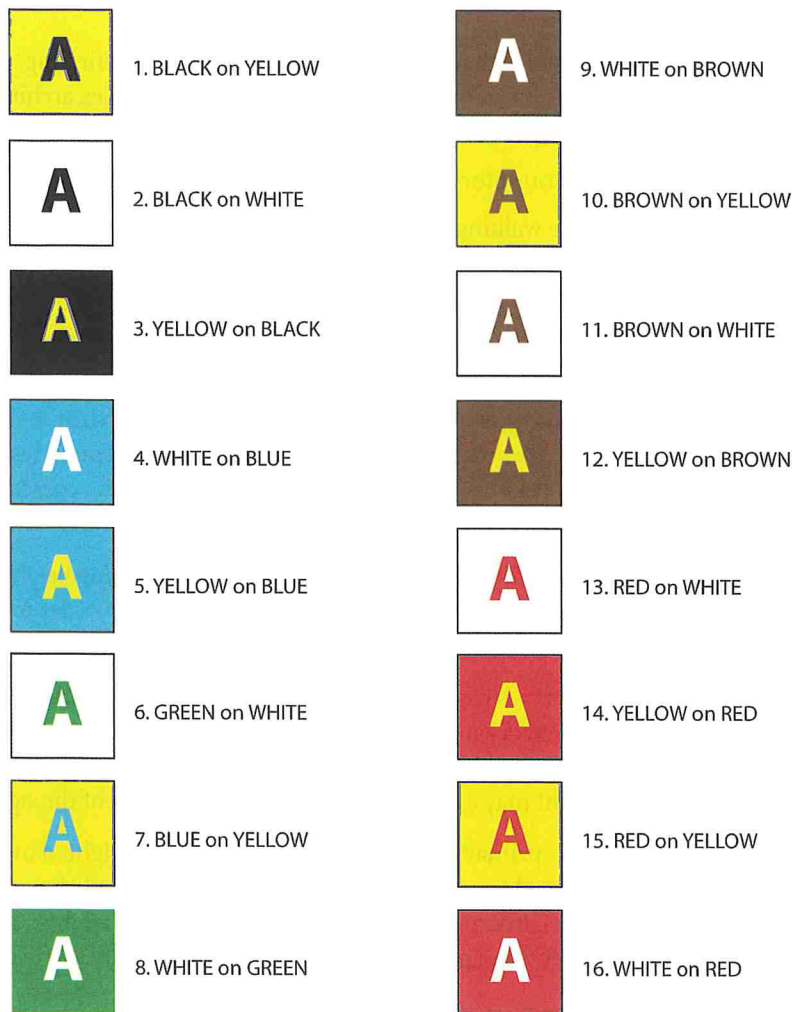 A
1. BLACK on YELLOW
A
2. BLACK on WHITE
A
3. YELLOW on BLACK
A
4. WHITE on BLUE
A
5. YELLOW on BLUE
A
6. GREEN on WHITE
A
7. BLUE on YELLOW
A
8. WHITE on GREEN
A
9. WHITE on BROWN
A
10. BROWN on YELLOW
A
11. BROWN on WHITE
A
12. YELLOW on BROWN
A
13. RED on WHITE
A
14. YELLOW on RED
A
15. RED on YELLOW
A
16. WHITE on RED